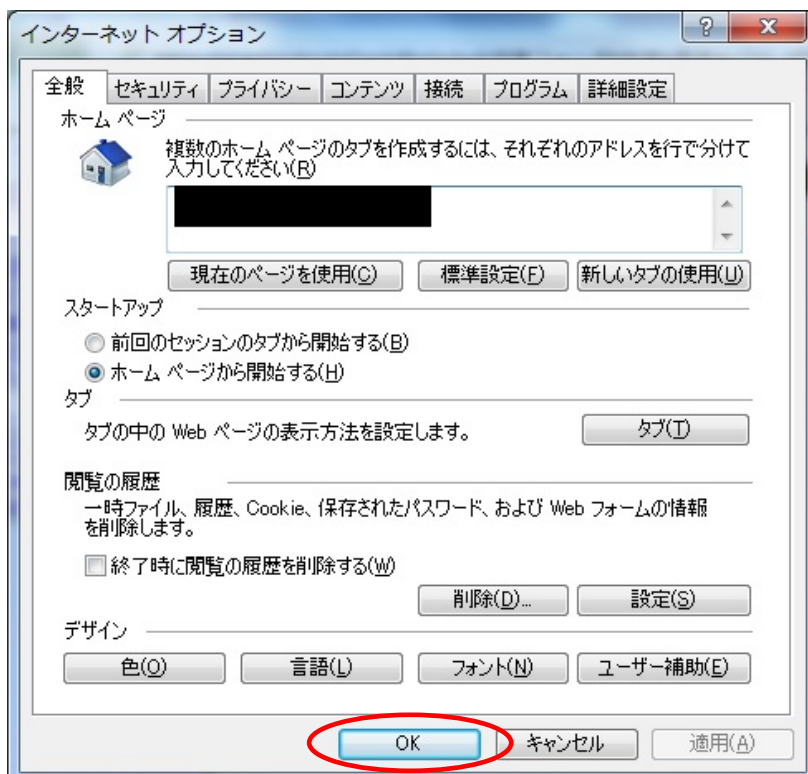 インターネット オプション
全般 セキュリティ プライバシー コンテンツ 接続 プログラム 詳細設定
ホーム ページ
複数のホーム ページのタブを作成するには、それぞれのアドレスを行で分けて
入力してください(R)
現在のページを使用(C) 標準設定(F) 新しいタブの使用(U)
スタートアップ
前回のセッションのタブから開始する(B)
ホーム ページから開始する(H)
タブ
タブの中の Web ページの表示方法を設定します。 タブ(T)
閲覧の履歴
一時ファイル、履歴、Cookie、保存されたパスワード、および Web フォームの情報
を削除します。
終了時に閲覧の履歴を削除する(W)
削除(D)... 設定(S)
デザイン
色(O) 言語(L) フォント(N) ユーザー補助(E)
OK キャンセル 適用(A)